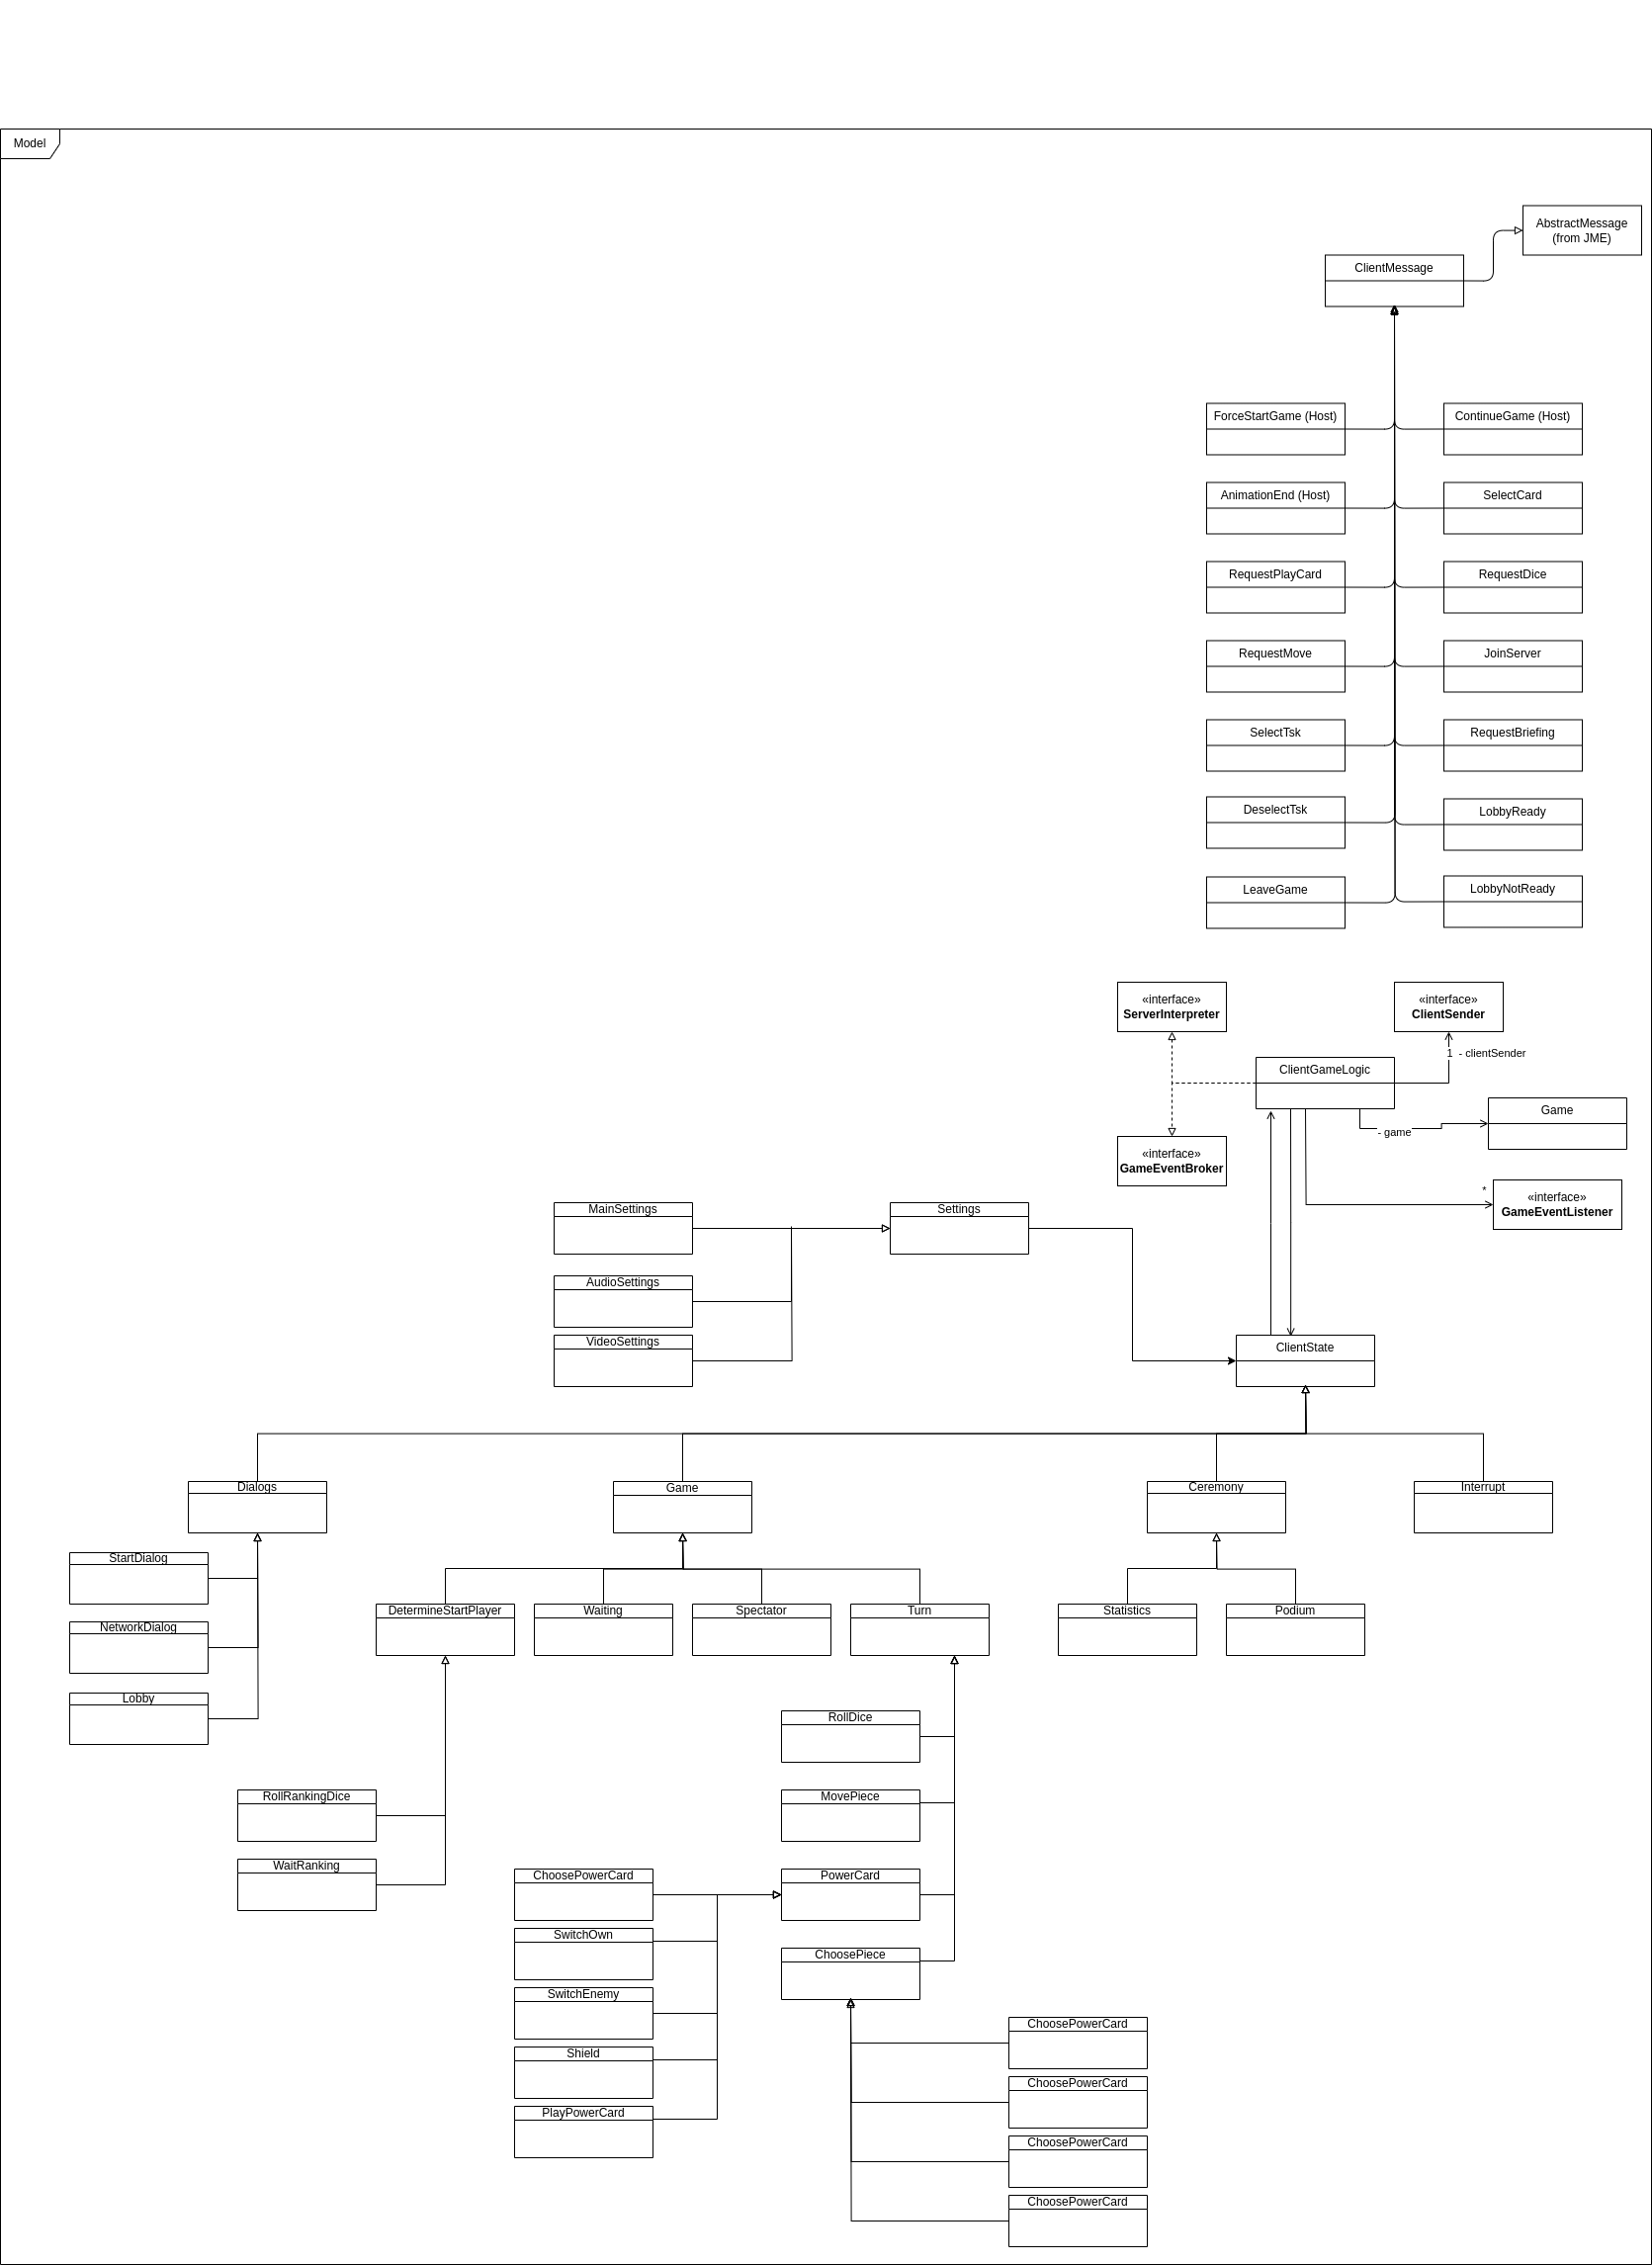 Model
AbstractMessage
(from JME)
ClientMessage
ForceStartGame (Host)
ContinueGame (Host)
AnimationEnd (Host)
SelectCard
RequestPlayCard
RequestDice
RequestMove
JoinServer
SelectTsk
RequestBriefing
DeselectTsk
LobbyReady
LeaveGame
LobbyNotReady
«interface»
ServerInterpreter
«interface»
ClientSender
1 - clientSender
ClientGameLogic
Game
- game
«interface»
GameEventBroker
*
«interface»
GameEventListener
MainSettings
Settings
AudioSettings
VideoSettings
ClientState
Dialogs
Game
Ceremony
Interrupt
StartDialog
NetworkDialog
Lobby
DetermineStartPlayer
Waiting
Spectator
Turn
Statistics
Podium
RollDice
RollRankingDice
MovePiece
WaitRanking
ChoosePowerCard
PowerCard
SwitchOwn
ChoosePiece
SwitchEnemy
Shield
PlayPowerCard
ChoosePowerCard
ChoosePowerCard
ChoosePowerCard
ChoosePowerCard